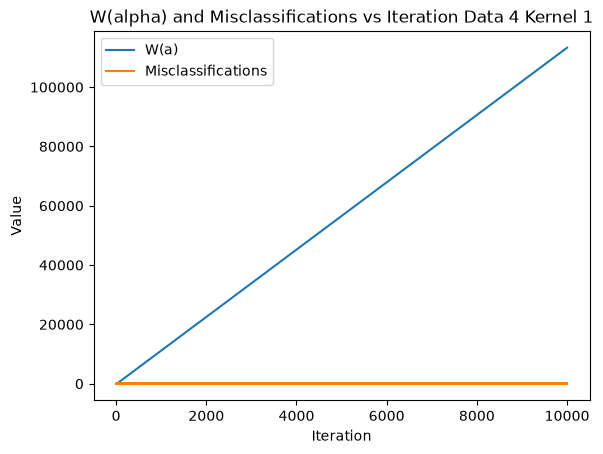 W(alpha) and Misclassifications vs Iteration Data 4 Kernel 1
W(a)
Misclassifications
100000
80000
60000
40000
20000
0
Value
0 2000 4000 6000 8000 10000
Iteration